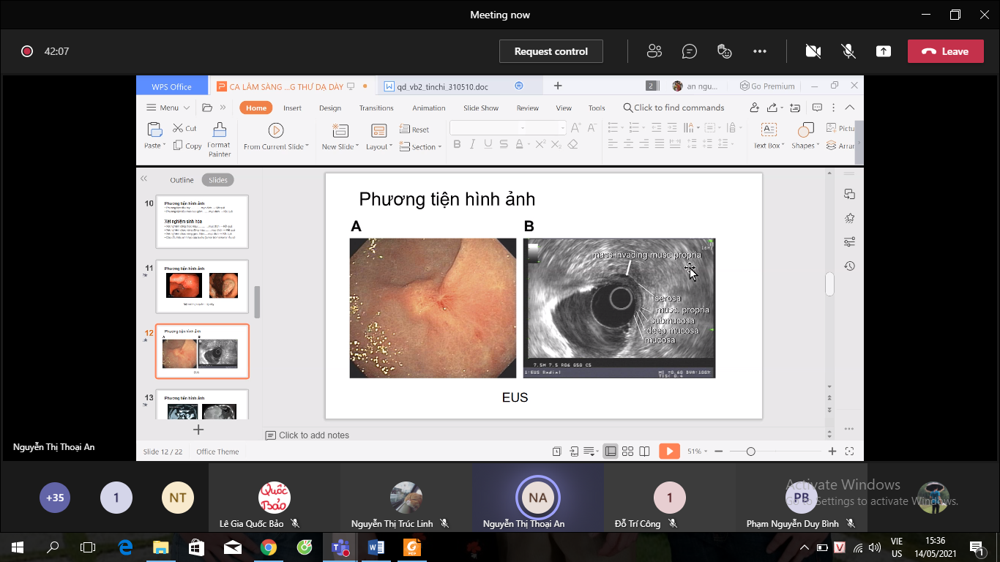 Meeting now
42:07
Request control
Leave
WPS Office
CA LÂM SÀNG ...G THƯ DẠ DÀY
qd_vb2_tinchi_310510.doc
2
an ngu...
Go Premium
Menu
Home
Insert
Design
Transitions
Animation
Slide Show
Review
View
Tools
Click to find commands
Paste
Cut
Copy
Format
Painter
From Current Slide
New Slide
Layout
Reset
Section
Text Box
Shapes
Pictu
Arran
Outline
Slides
10
Phương tiện hình ảnh
Xét nghiệm sinh hóa
11
Phương tiện hình ảnh
12
Phương tiện hình ảnh
A
B
EUS
13
Phương tiện hình ảnh
Phương tiện hình ảnh
A
B
mass invading musc propria
serosa
musc. propria
submucosa
deep mucosa
mucosa
1:EUS Radial
EUS
Click to add notes
Slide 12 / 22
Office Theme
51%
Nguyễn Thị Thoại An
+35
1
NT
Quốc
Bảo
Lê Gia Quốc Bảo
Nguyễn Thị Trúc Linh
NA
Nguyễn Thị Thoại An
1
Đỗ Trí Công
PB
Phạm Nguyễn Duy Bình
Activate Windows
Go to Settings to activate Windows.
VIE
US
15:36
14/05/2021
1